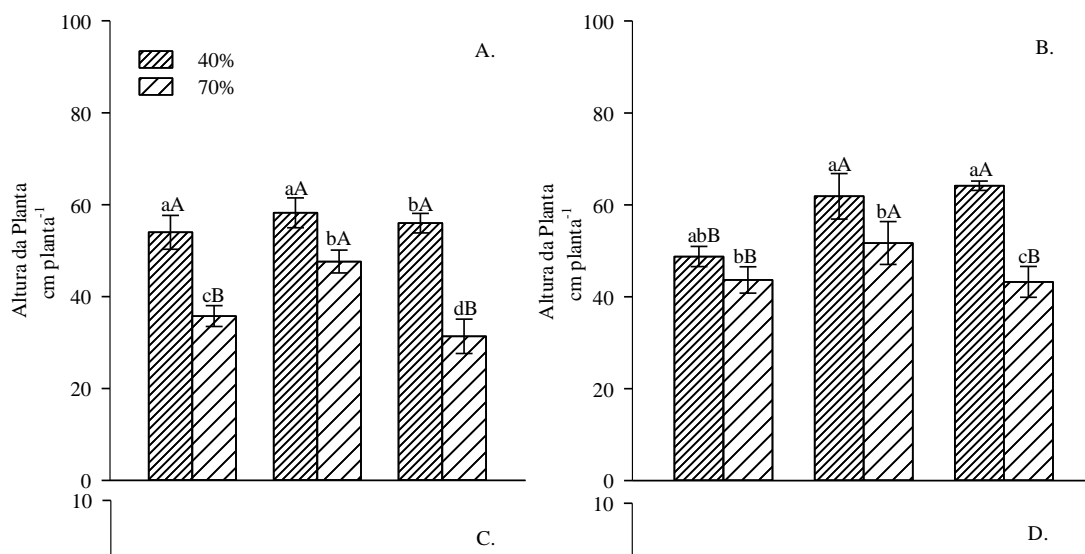 100
80
60
40
20
0
Altura da Planta
cm planta⁻¹
40%
70%
A.
aA
cB
aA
bA
bA
dB
10
C.
100
80
60
40
20
0
Altura da Planta
cm planta⁻¹
B.
abB
bB
aA
bA
aA
cB
10
D.